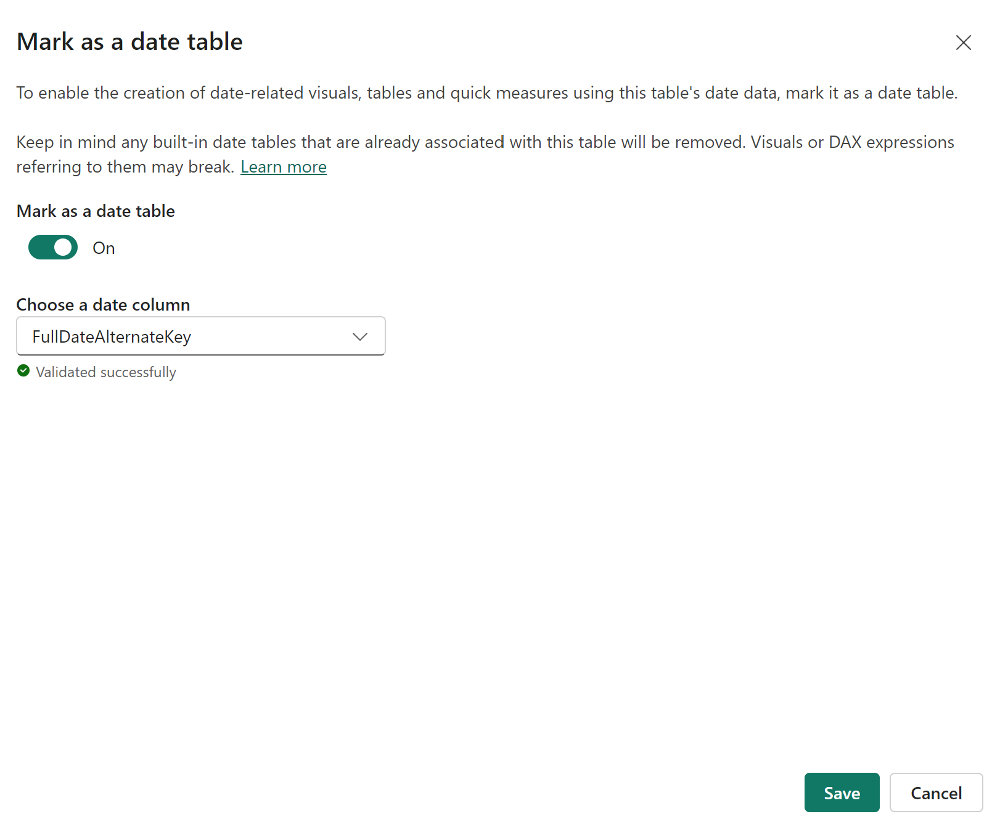 Mark as a date table
To enable the creation of date-related visuals, tables and quick measures using this table's date data, mark it as a date table.
Keep in mind any built-in date tables that are already associated with this table will be removed. Visuals or DAX expressions
referring to them may break. Learn more
Mark as a date table
On
Choose a date column
FullDateAlternateKey
Validated successfully
Save Cancel